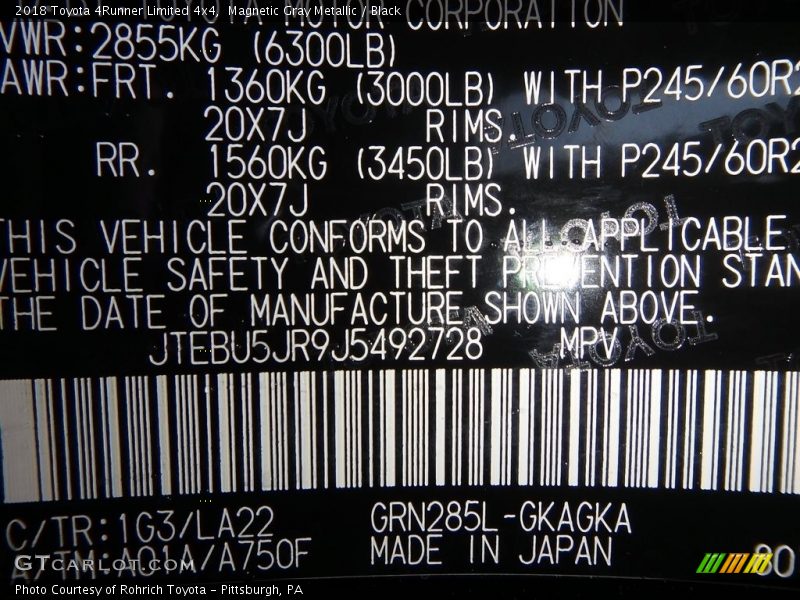 2018 Toyota 4Runner Limited 4x4, Magnetic Gray Metallic / Black
MOTOR CORPORATION
VWR:2855KG (6300LB)
AWR:FRT. 1360KG (3000LB) WITH P245/60R2
20X7J RIMS.
RR. 1560KG (3450LB) WITH P245/60R2
20X7J RIMS.
THIS VEHICLE CONFORMS TO ALL APPLICABLE
VEHICLE SAFETY AND THEFT PREVENTION STAN
THE DATE OF MANUFACTURE SHOWN ABOVE.
JTEBU5JR9J5492728 MPV
C/TR:1G3/LA22 GRN285L-GKAGKA
A/TM:A01A/A750F MADE IN JAPAN 80
GTCARLOT.COM
Photo Courtesy of Rohrich Toyota - Pittsburgh, PA